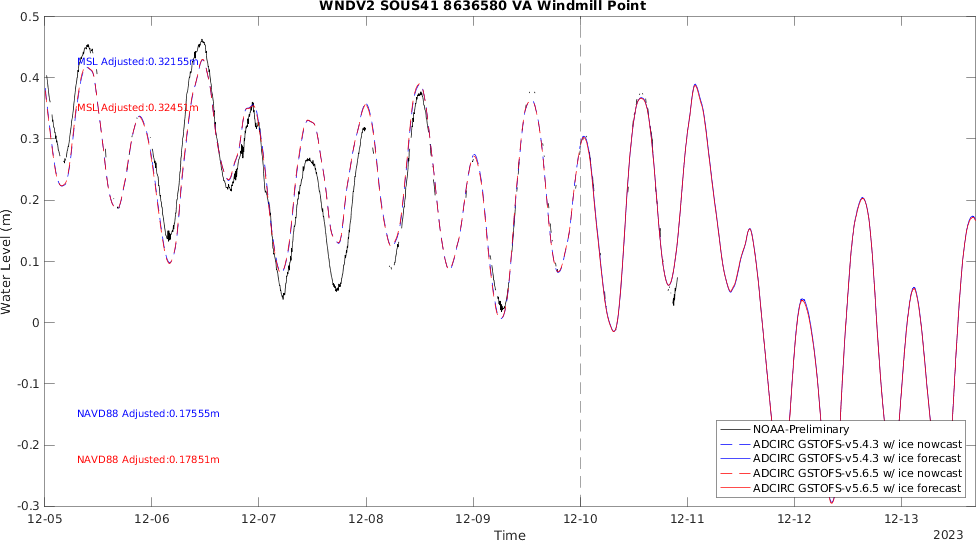 WNDV2 SOUS41 8636580 VA Windmill Point
0.5
0.4
0.3
0.2
0.1
0
-0.1
-0.2
-0.3
Water Level (m)
MSL Adjusted:0.32155m
MSL Adjusted:0.32451m
NAVD88 Adjusted:0.17555m
NAVD88 Adjusted:0.17851m
NOAA-Preliminary
ADCIRC GSTOFS-v5.4.3 w/ ice nowcast
ADCIRC GSTOFS-v5.4.3 w/ ice forecast
ADCIRC GSTOFS-v5.6.5 w/ ice nowcast
ADCIRC GSTOFS-v5.6.5 w/ ice forecast
12-05 12-06 12-07 12-08 12-09 12-10 12-11 12-12 12-13
Time
2023